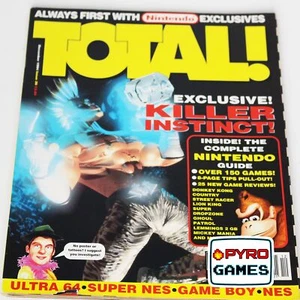 ALWAYS FIRST WITH Nintendo EXCLUSIVES
TOTAL!
EXCLUSIVE!
KILLER
INSTINCT!
INSIDE! THE
COMPLETE
NINTENDO
GUIDE
• OVER 150 GAMES!
• 8-PAGE TIPS PULL-OUT!
• 25 NEW GAME REVIEWS!
DONKEY KONG
COUNTRY
STREET RACER
LION KING
SUPER
DROPZONE
GHOUL
PATROL
LEMMINGS 2 GB
MICKEY MANIA
No poster
or tattoos?
I suggest
you investigate!
PYRO
GAMES
ULTRA 64 • SUPER NES • GAME BOY • NES